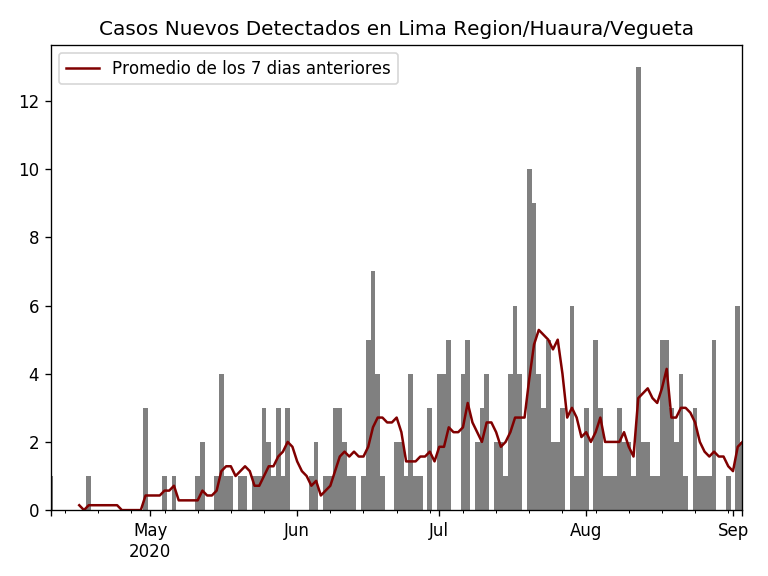 Casos Nuevos Detectados en Lima Region/Huaura/Vegueta
Promedio de los 7 dias anteriores
12
10
8
6
4
2
0
May
2020
Jun
Jul
Aug
Sep